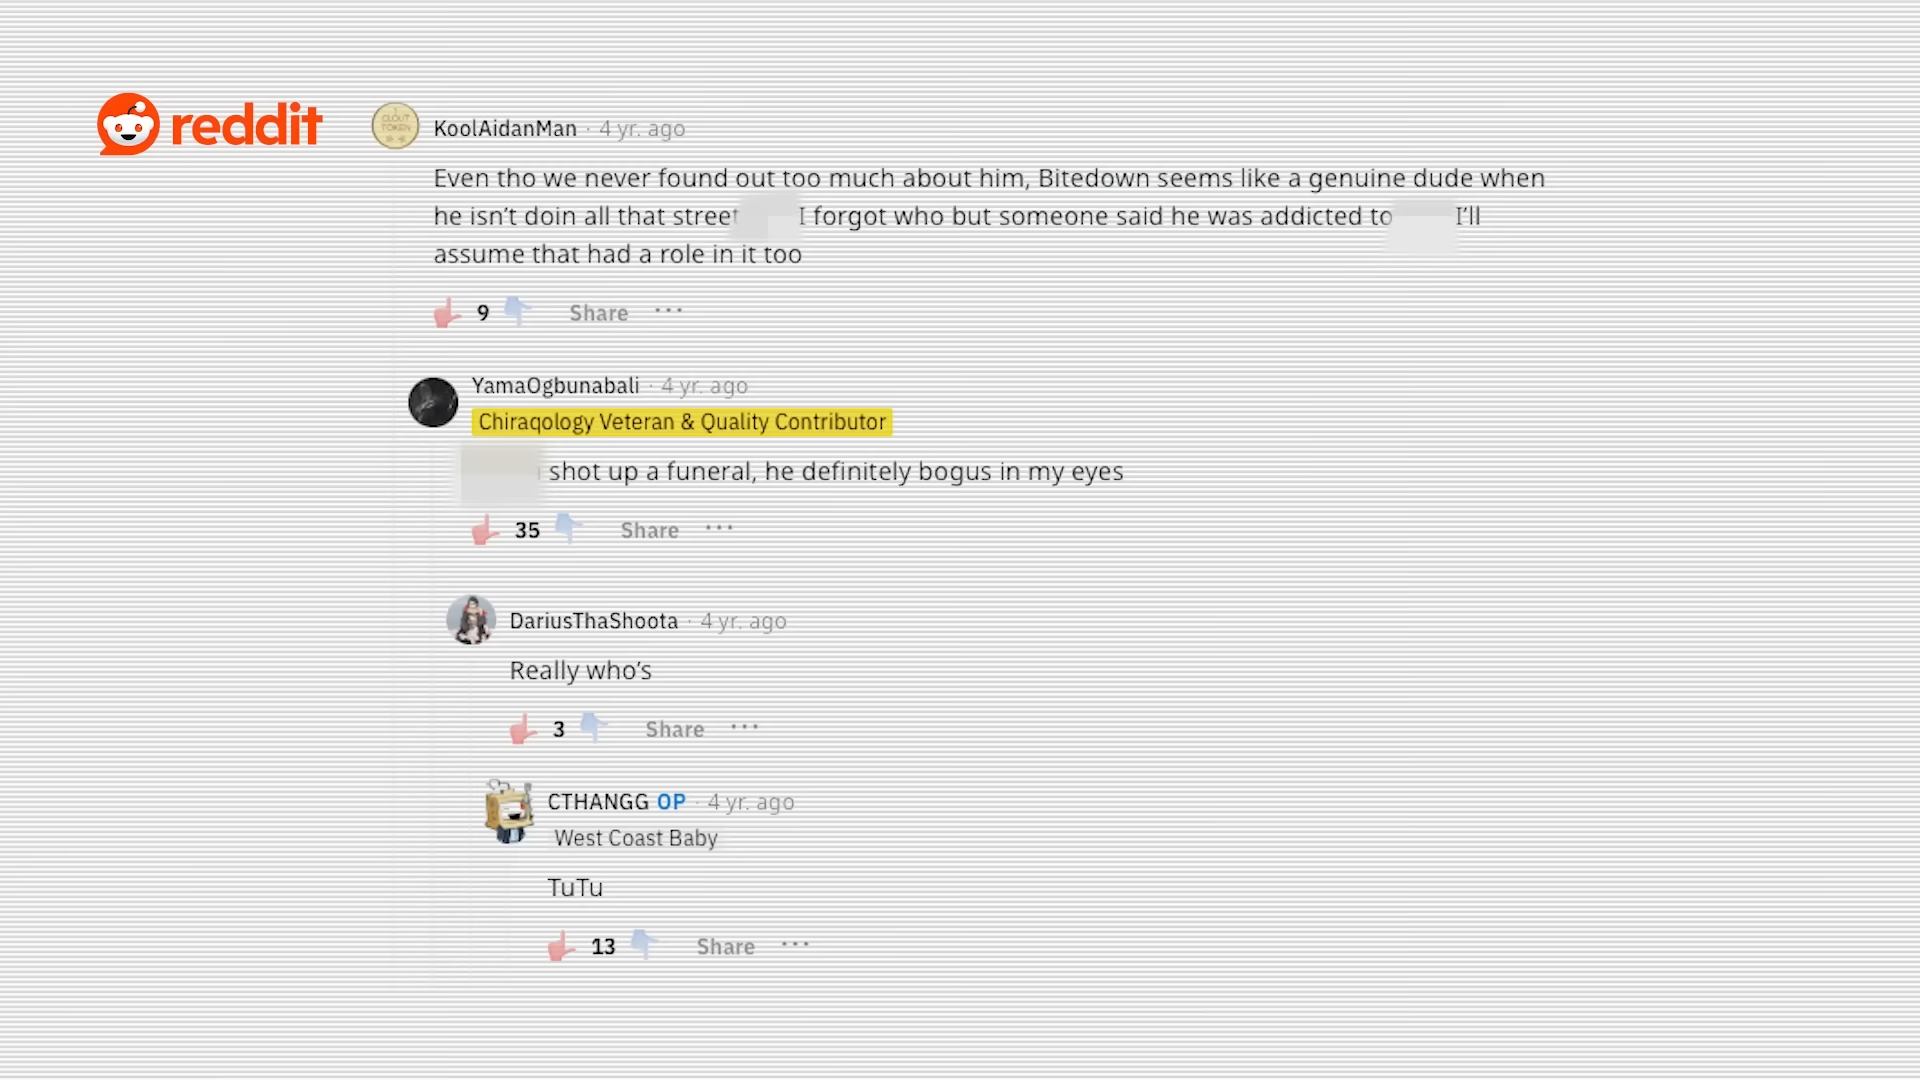 reddit
KoolAidanMan · 4 yr. ago
Even tho we never found out too much about him, Bitedown seems like a genuine dude when
he isn’t doin all that street I forgot who but someone said he was addicted to I’ll
assume that had a role in it too
9 Share ···
YamaOgbunabali · 4 yr. ago
Chiraqology Veteran & Quality Contributor
shot up a funeral, he definitely bogus in my eyes
35 Share ···
DariusThaShoota · 4 yr. ago
Really who’s
3 Share ···
CTHANGG OP · 4 yr. ago
West Coast Baby
TuTu
13 Share ···